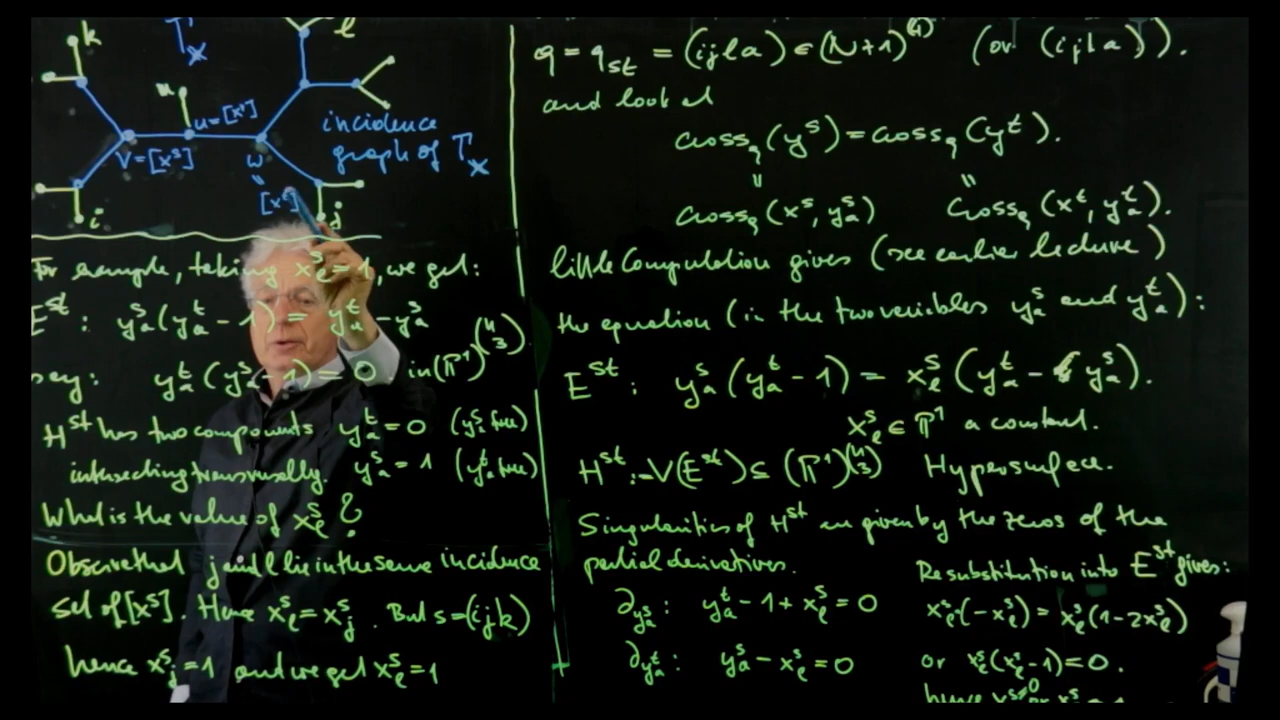 k
T_x
l
u
u=[x^r]
v=[x^s]
w
"
[x^t]
i
j
incidence
graph of T_x
For example, taking x^s_l = 1, we get:
E^st : y^s_a (y^t_a - 1) = y^t_a - y^s_a
say: y^t_a (y^s_a - 1) = 0 in (P^1)^(n 3).
H^st has two components y^t_a = 0 (y^s_a free)
intersecting transversally. y^s_a = 1 (y^t_a free)
What is the value of x^s_l ?
Observe that j and l lie in the same incidence
set of [x^s]. Hence x^s_l = x^s_j. But s=(ijk)
hence x^s_j = 1 and we get x^s_l = 1
q = q_st = (ijla) ∈ (N+1)^(4) (or (ijla)).
and look at
cross_q (y^s) = cross_q (y^t).
" "
cross_q (x^s, y^s_a) cross_q (x^t, y^t_a).
little Computation gives (see earlier lecture)
the equation (in the two variables y^s_a and y^t_a):
E^st : y^s_a (y^t_a - 1) = x^s_l (y^t_a - y^s_a).
x^s_l ∈ P^1 a constant.
H^st := V(E^st) ⊆ (P^1)^(n 3) Hypersurface.
Singularities of H^st are given by the zeros of the
partial derivatives.
∂_{y^s_a} : y^t_a - 1 + x^s_l = 0
∂_{y^t_a} : y^s_a - x^s_l = 0
Resubstitution into E^st gives:
x^s_l (-x^s_l) = x^s_l (1 - 2x^s_l)
or x^s_l (x^s_l - 1) = 0.